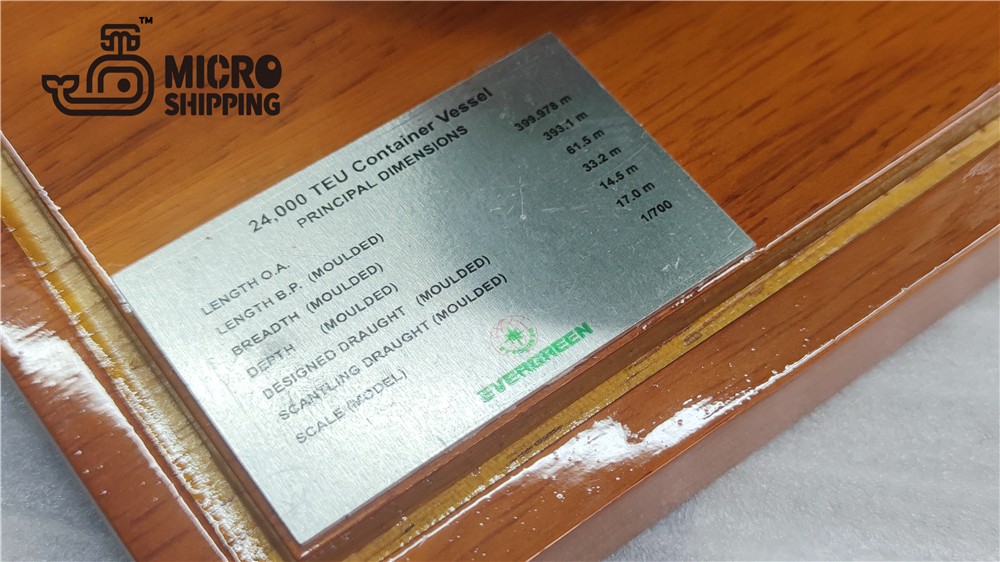 MICRO
SHIPPING
TM
24,000 TEU Container Vessel
PRINCIPAL DIMENSIONS
LENGTH O.A. 399.978 m
LENGTH B.P. (MOULDED) 393.1 m
BREADTH (MOULDED) 61.5 m
DEPTH (MOULDED) 33.2 m
DESIGNED DRAUGHT (MOULDED) 14.5 m
SCANTLING DRAUGHT (MOULDED) 17.0 m
SCALE (MODEL) 1/700
EVERGREEN